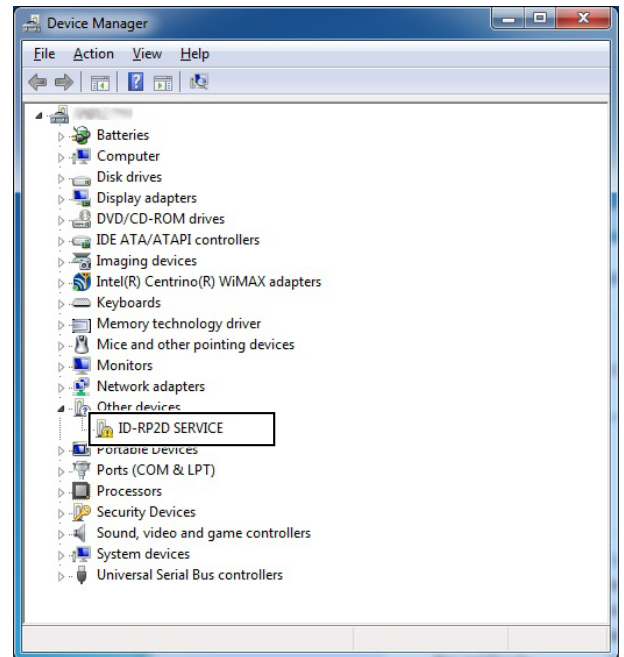 Device Manager
File Action View Help
Batteries
Computer
Disk drives
Display adapters
DVD/CD-ROM drives
IDE ATA/ATAPI controllers
Imaging devices
Intel(R) Centrino(R) WiMAX adapters
Keyboards
Memory technology driver
Mice and other pointing devices
Monitors
Network adapters
Other devices
ID-RP2D SERVICE
Portable Devices
Ports (COM & LPT)
Processors
Security Devices
Sound, video and game controllers
System devices
Universal Serial Bus controllers